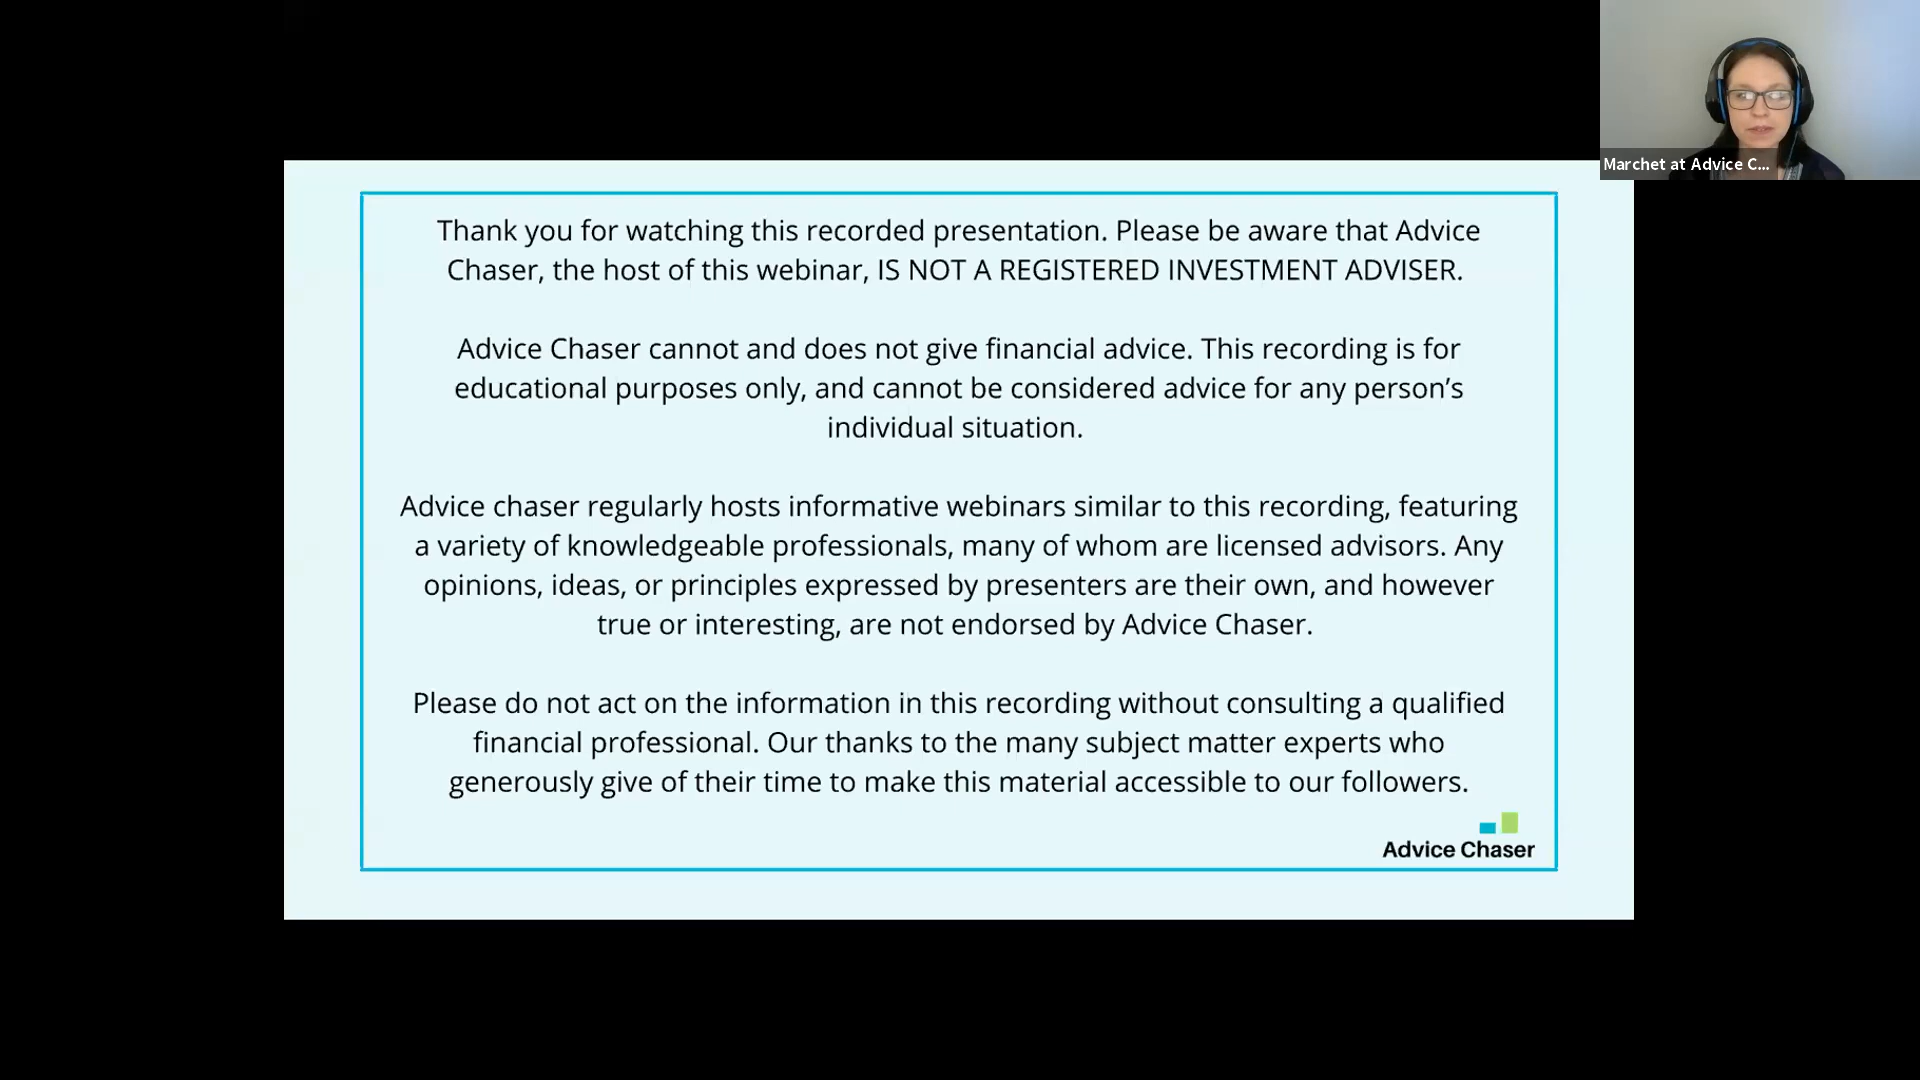 Marchet at Advice C...
Thank you for watching this recorded presentation. Please be aware that Advice
Chaser, the host of this webinar, IS NOT A REGISTERED INVESTMENT ADVISER.
Advice Chaser cannot and does not give financial advice. This recording is for
educational purposes only, and cannot be considered advice for any person's
individual situation.
Advice chaser regularly hosts informative webinars similar to this recording, featuring
a variety of knowledgeable professionals, many of whom are licensed advisors. Any
opinions, ideas, or principles expressed by presenters are their own, and however
true or interesting, are not endorsed by Advice Chaser.
Please do not act on the information in this recording without consulting a qualified
financial professional. Our thanks to the many subject matter experts who
generously give of their time to make this material accessible to our followers.
Advice Chaser